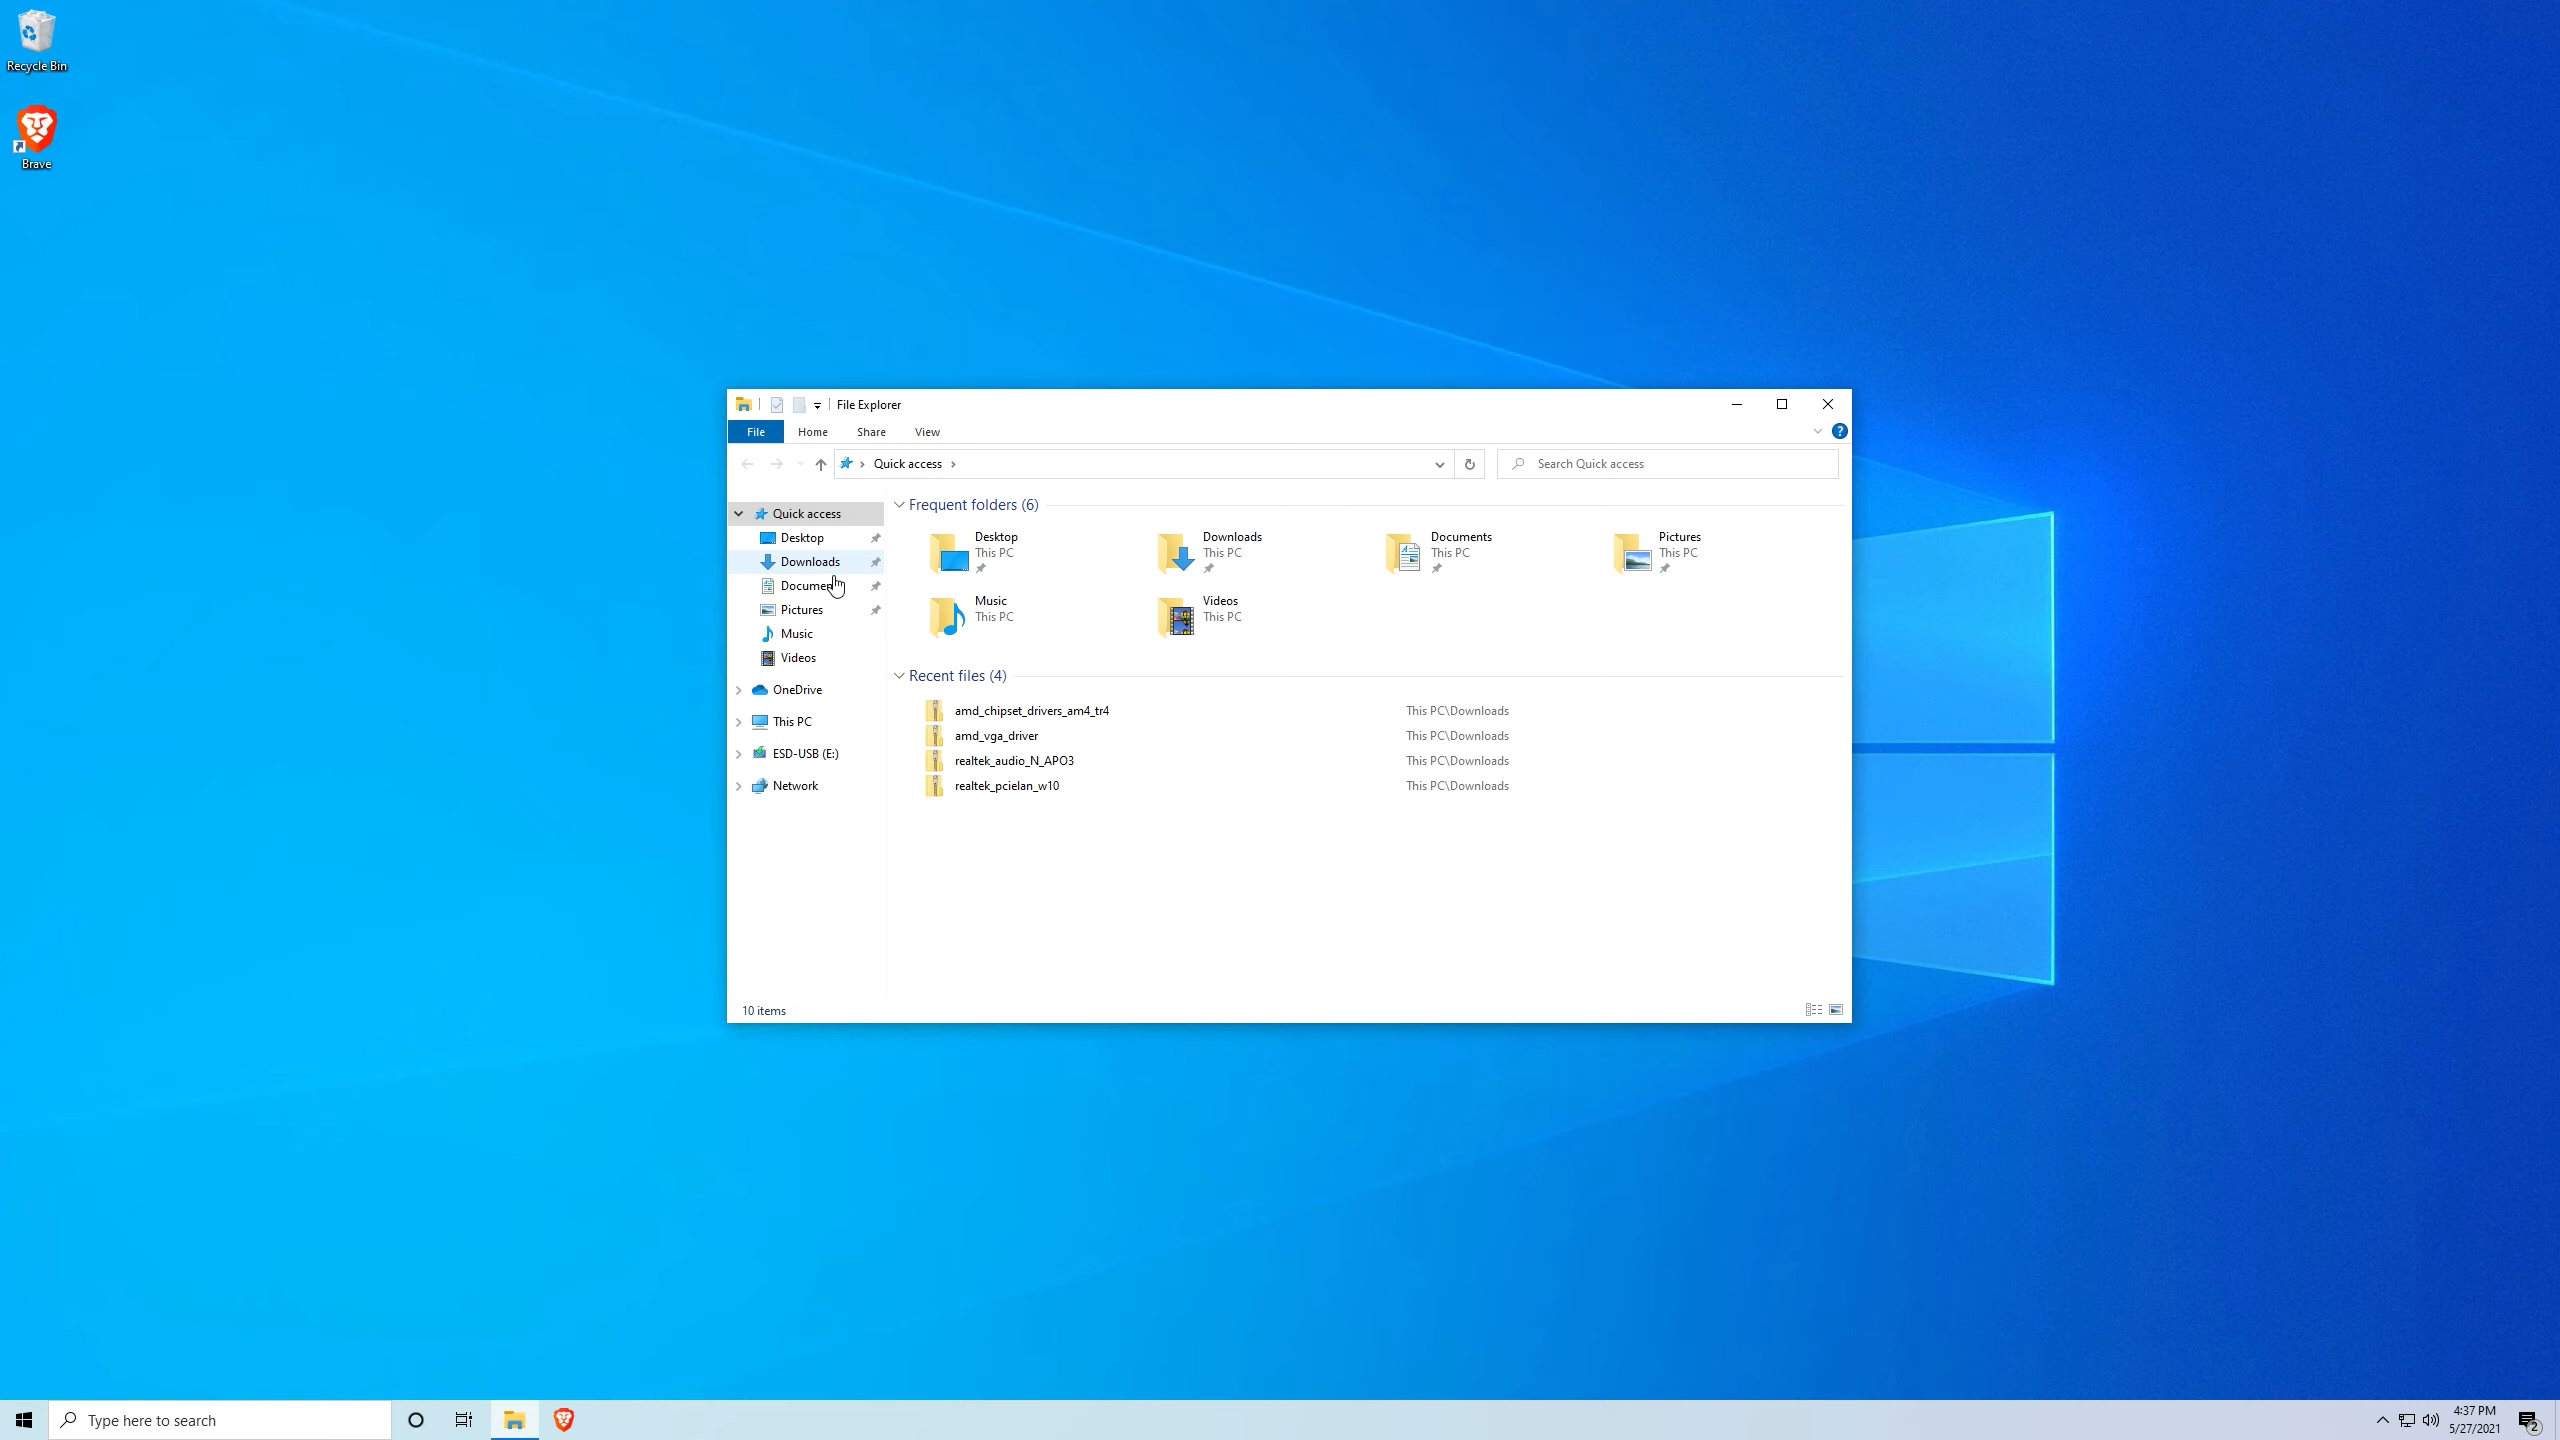 Recycle Bin
Brave
File Explorer
File Home Share View
Quick access
Search Quick access
Quick access
Desktop
Downloads
Documen
Pictures
Music
Videos
OneDrive
This PC
ESD-USB (E:)
Network
Frequent folders (6)
Desktop
This PC
Downloads
This PC
Documents
This PC
Pictures
This PC
Music
This PC
Videos
This PC
Recent files (4)
amd_chipset_drivers_am4_tr4 This PC\Downloads
amd_vga_driver This PC\Downloads
realtek_audio_N_APO3 This PC\Downloads
realtek_pcielan_w10 This PC\Downloads
10 items
Type here to search
4:37 PM
5/27/2021
2